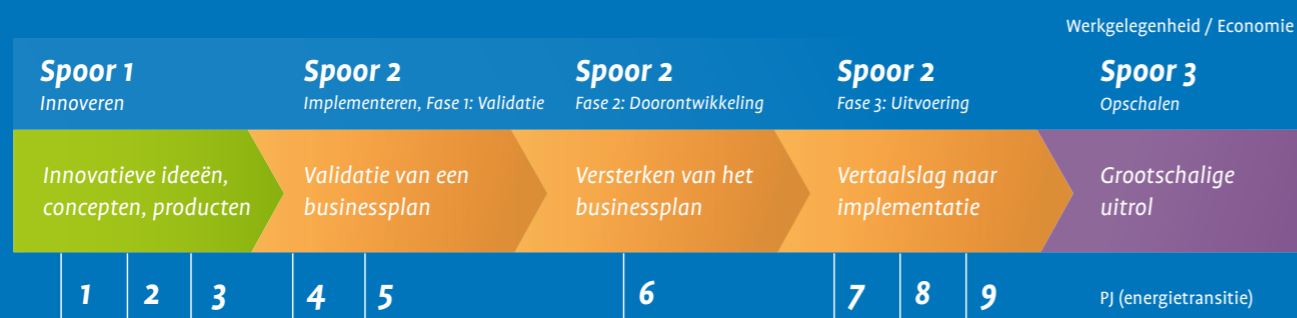 Werkgelegenheid / Economie
Spoor 1
Innoveren
Spoor 2
Implementeren, Fase 1: Validatie
Spoor 2
Fase 2: Doorontwikkeling
Spoor 2
Fase 3: Uitvoering
Spoor 3
Opschalen
Innovatieve ideeën,
concepten, producten
Validatie van een
businessplan
Versterken van het
businessplan
Vertaalslag naar
implementatie
Grootschalige
uitrol
1 2 3 4 5 6 7 8 9 PJ (energietransitie)